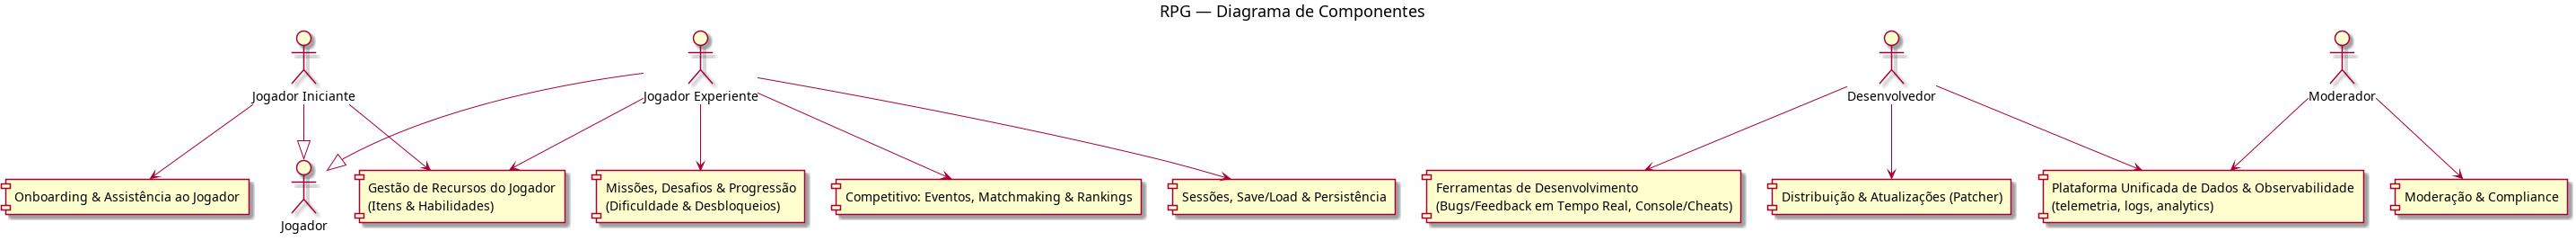 RPG — Diagrama de Componentes
Jogador Iniciante
Jogador Experiente
Desenvolvedor
Moderador
Onboarding & Assistência ao Jogador
Jogador
Gestão de Recursos do Jogador
(Itens & Habilidades)
Missões, Desafios & Progressão
(Dificuldade & Desbloqueios)
Competitivo: Eventos, Matchmaking & Rankings
Sessões, Save/Load & Persistência
Ferramentas de Desenvolvimento
(Bugs/Feedback em Tempo Real, Console/Cheats)
Distribuição & Atualizações (Patcher)
Plataforma Unificada de Dados & Observabilidade
(telemetria, logs, analytics)
Moderação & Compliance